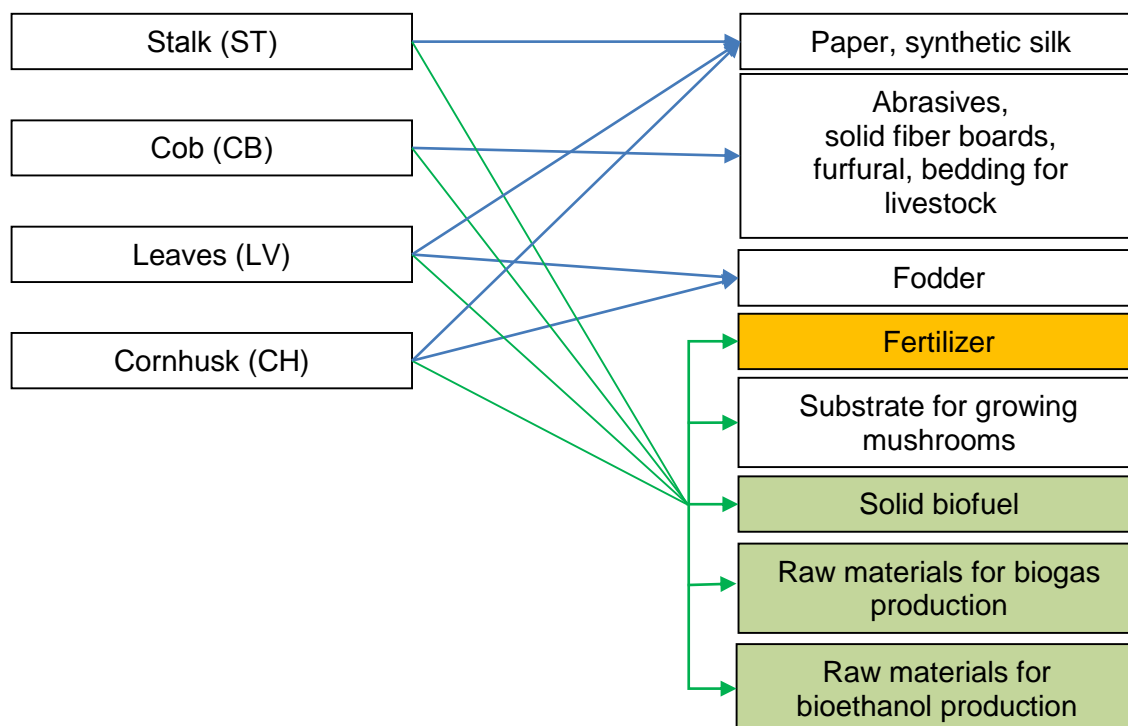 Stalk (ST)
Cob (CB)
Leaves (LV)
Cornhusk (CH)
Paper, synthetic silk
Abrasives,
solid fiber boards,
furfural, bedding for
livestock
Fodder
Fertilizer
Substrate for growing
mushrooms
Solid biofuel
Raw materials for biogas
production
Raw materials for
bioethanol production